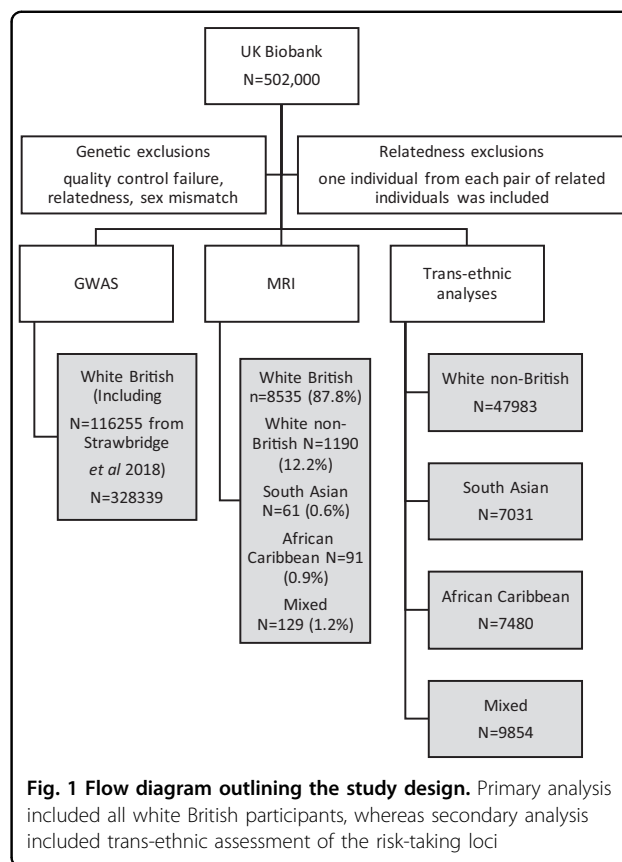 UK Biobank
N=502,000
Genetic exclusions
quality control failure,
relatedness, sex mismatch
Relatedness exclusions
one individual from each pair of related
individuals was included
GWAS
MRI
Trans-ethnic
analyses
White British
(Including
N=116255 from
Strawbridge
et al 2018)
N=328339
White British
n=8535 (87.8%)
White non-
British N=1190
(12.2%)
South Asian
N=61 (0.6%)
African
Caribbean N=91
(0.9%)
Mixed
N=129 (1.2%)
White non-British
N=47983
South Asian
N=7031
African Caribbean
N=7480
Mixed
N=9854
Fig. 1 Flow diagram outlining the study design. Primary analysis
included all white British participants, whereas secondary analysis
included trans-ethnic assessment of the risk-taking loci